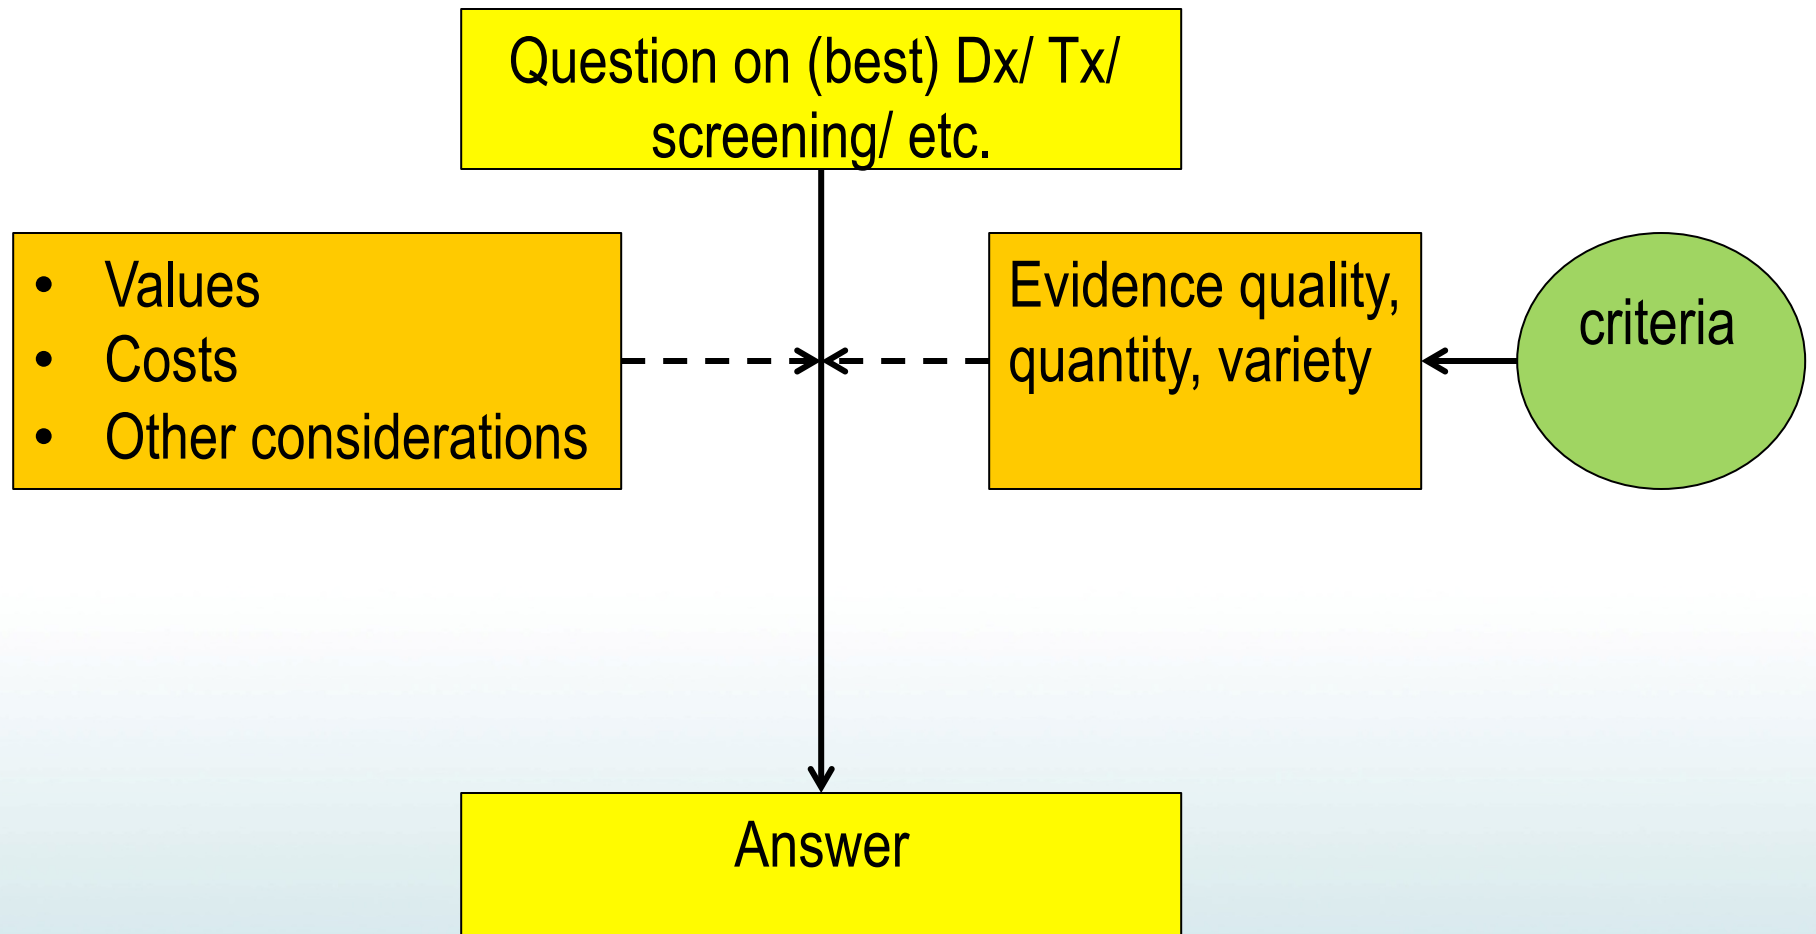 Question on (best) Dx/ Tx/
screening/ etc.
• Values
• Costs
• Other considerations
Evidence quality,
quantity, variety
criteria
Answer